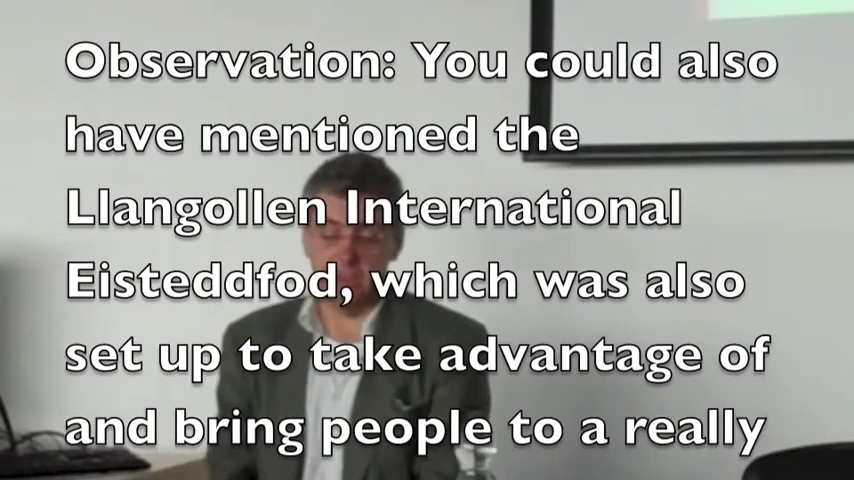 Observation: You could also
have mentioned the
Llangollen International
Eisteddfod, which was also
set up to take advantage of
and bring people to a really